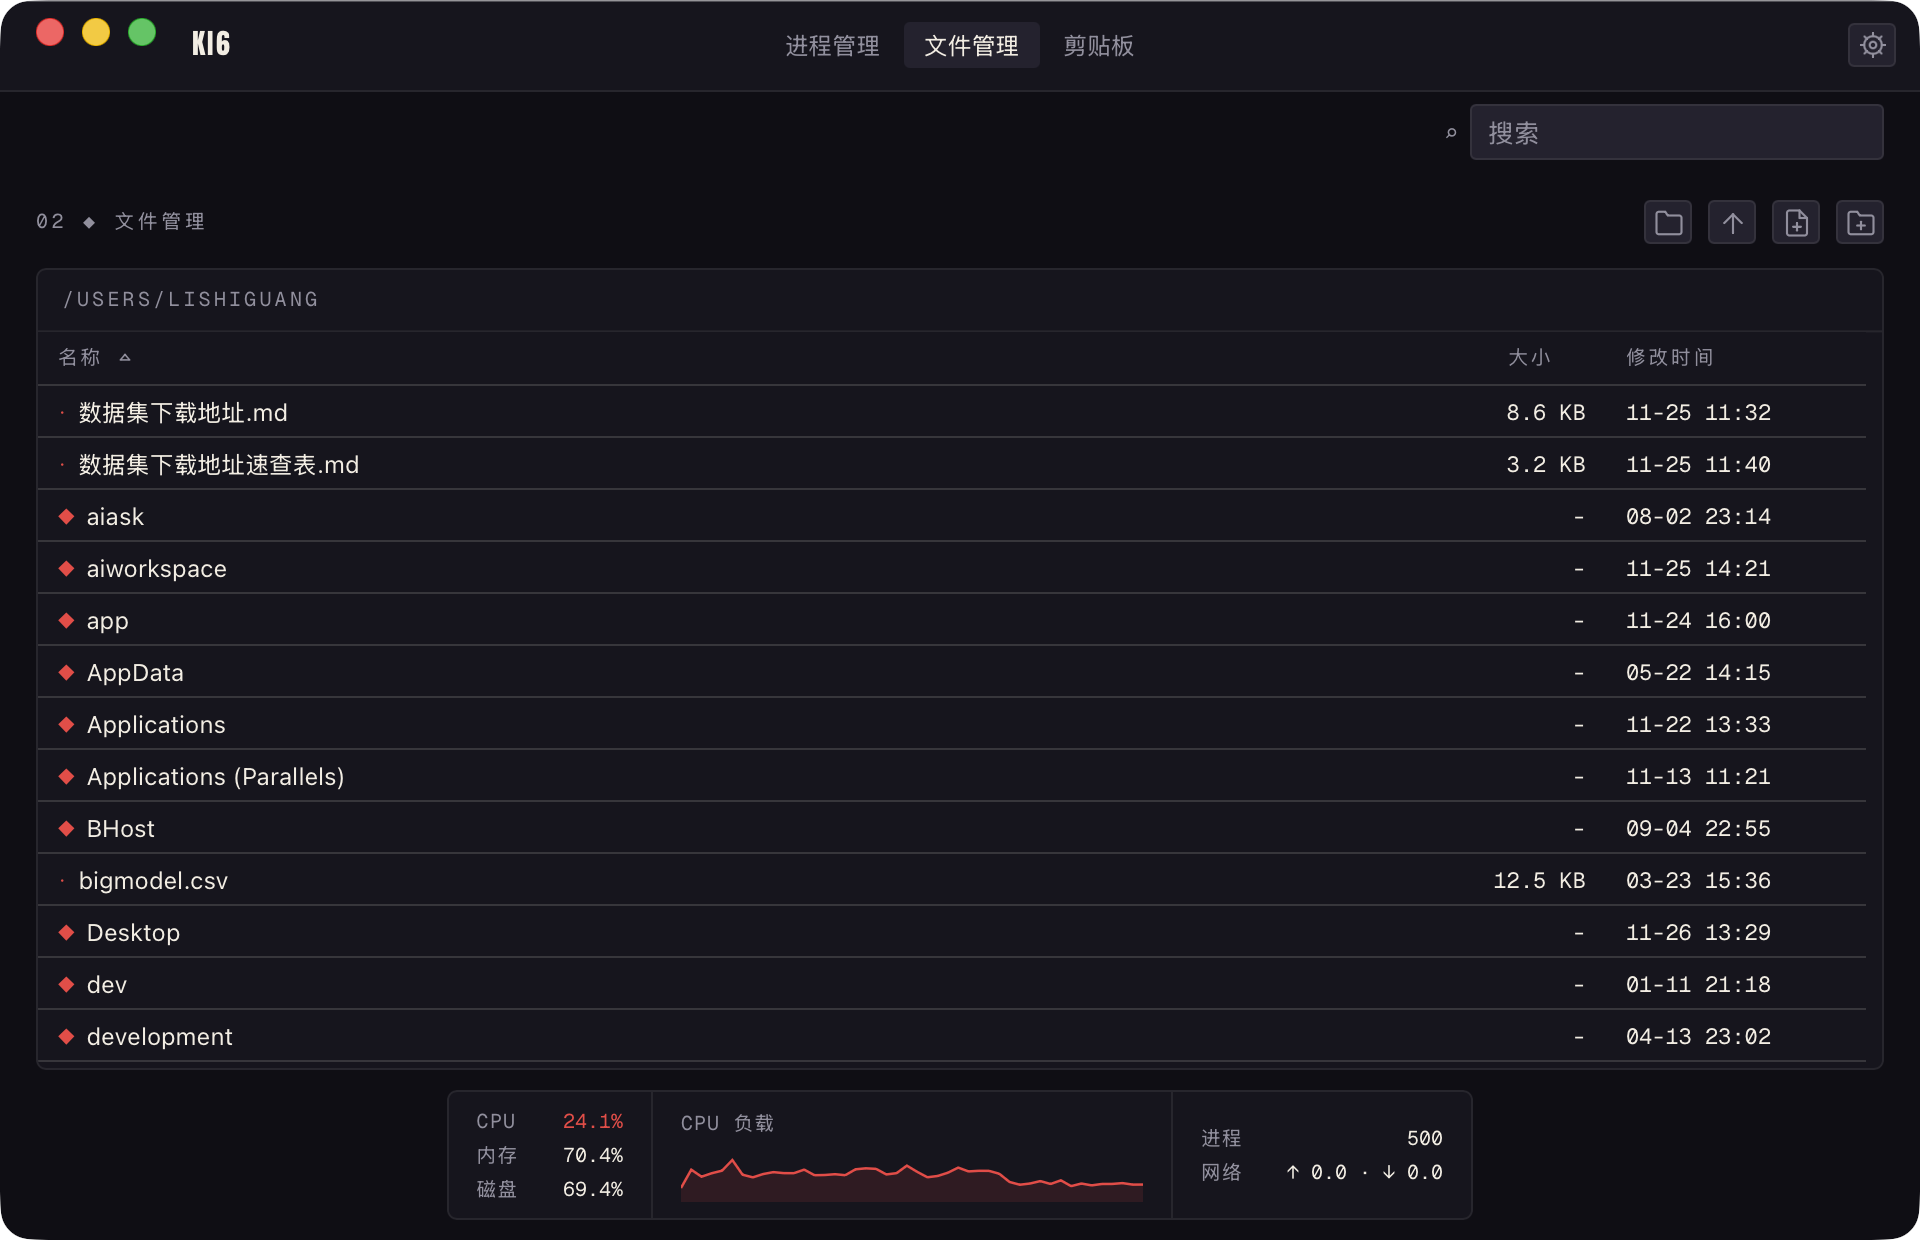 KI6
进程管理 文件管理 剪贴板
搜索
02 ◆ 文件管理
/USERS/LISHIGUANG
名称 大小 修改时间
数据集下载地址.md 8.6 KB 11-25 11:32
数据集下载地址速查表.md 3.2 KB 11-25 11:40
aiask - 08-02 23:14
aiworkspace - 11-25 14:21
app - 11-24 16:00
AppData - 05-22 14:15
Applications - 11-22 13:33
Applications (Parallels) - 11-13 11:21
BHost - 09-04 22:55
bigmodel.csv 12.5 KB 03-23 15:36
Desktop - 11-26 13:29
dev - 01-11 21:18
development - 04-13 23:02
CPU 24.1%
内存 70.4%
磁盘 69.4%
CPU 负载
进程 500
网络 ↑ 0.0 · ↓ 0.0